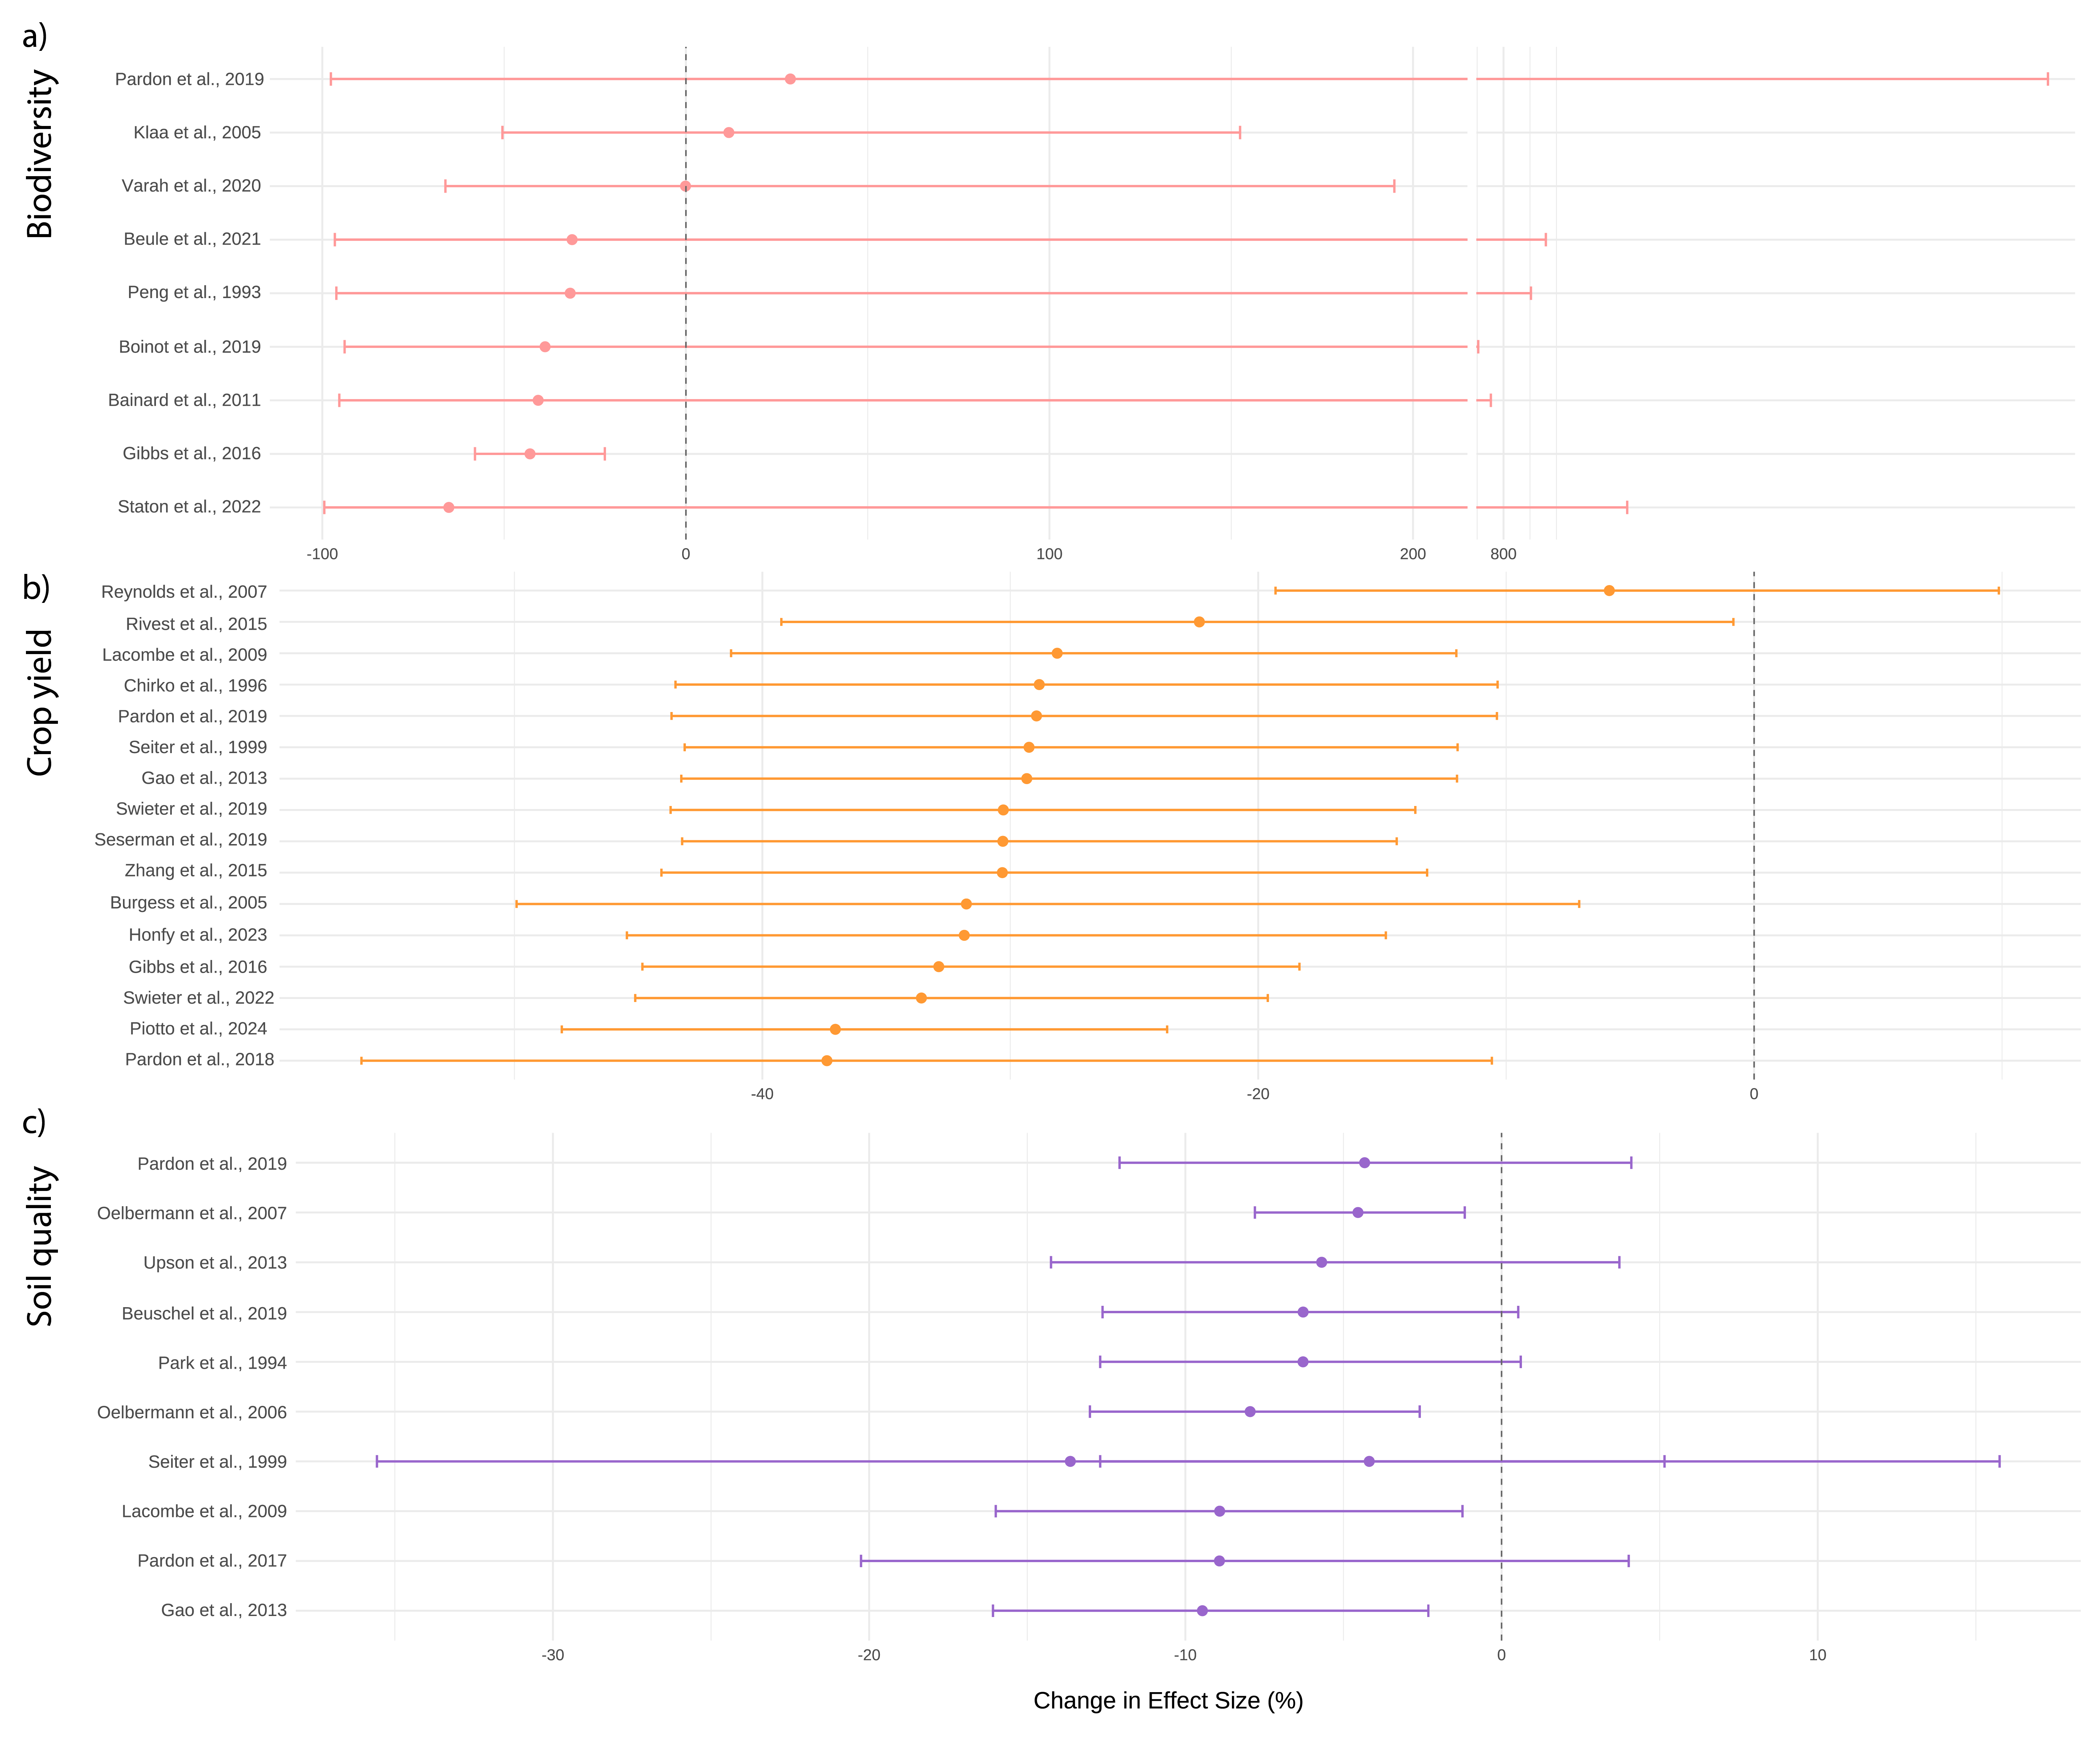 a)
Biodiversity
Pardon et al., 2019
Klaa et al., 2005
Varah et al., 2020
Beule et al., 2021
Peng et al., 1993
Boinot et al., 2019
Bainard et al., 2011
Gibbs et al., 2016
Staton et al., 2022
-100 0 100 200 800
b)
Crop yield
Reynolds et al., 2007
Rivest et al., 2015
Lacombe et al., 2009
Chirko et al., 1996
Pardon et al., 2019
Seiter et al., 1999
Gao et al., 2013
Swieter et al., 2019
Seserman et al., 2019
Zhang et al., 2015
Burgess et al., 2005
Honfy et al., 2023
Gibbs et al., 2016
Swieter et al., 2022
Piotto et al., 2024
Pardon et al., 2018
-40 -20 0
c)
Soil quality
Pardon et al., 2019
Oelbermann et al., 2007
Upson et al., 2013
Beuschel et al., 2019
Park et al., 1994
Oelbermann et al., 2006
Seiter et al., 1999
Lacombe et al., 2009
Pardon et al., 2017
Gao et al., 2013
-30 -20 -10 0 10
Change in Effect Size (%)